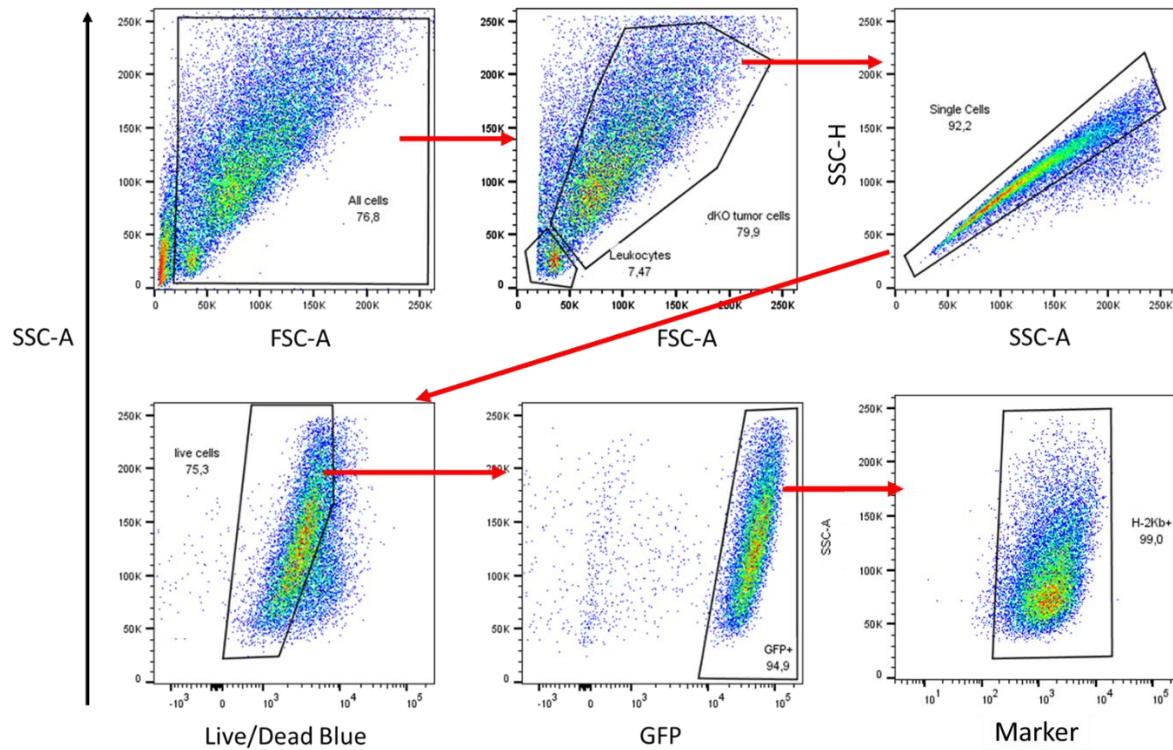 250K
200K
150K
100K
50K
0
All cells
76,8
0
50K
100K
150K
200K
250K
FSC-A
250K
200K
150K
100K
50K
0
dKO tumor cells
79,9
Leukocytes
7,47
0
50K
100K
150K
200K
250K
FSC-A
SSC-H
250K
200K
150K
100K
50K
0
Single Cells
92,2
0
50K
100K
150K
200K
250K
SSC-A
SSC-A
250K
200K
150K
100K
50K
0
live cells
75,3
-10³
0
10³
10⁴
10⁵
Live/Dead Blue
250K
200K
150K
100K
50K
0
GFP+
94,9
-10³
0
10³
10⁴
10⁵
GFP
SSC-A
250K
200K
150K
100K
50K
0
H-2Kb+
99,0
10¹
10²
10³
10⁴
10⁵
Marker